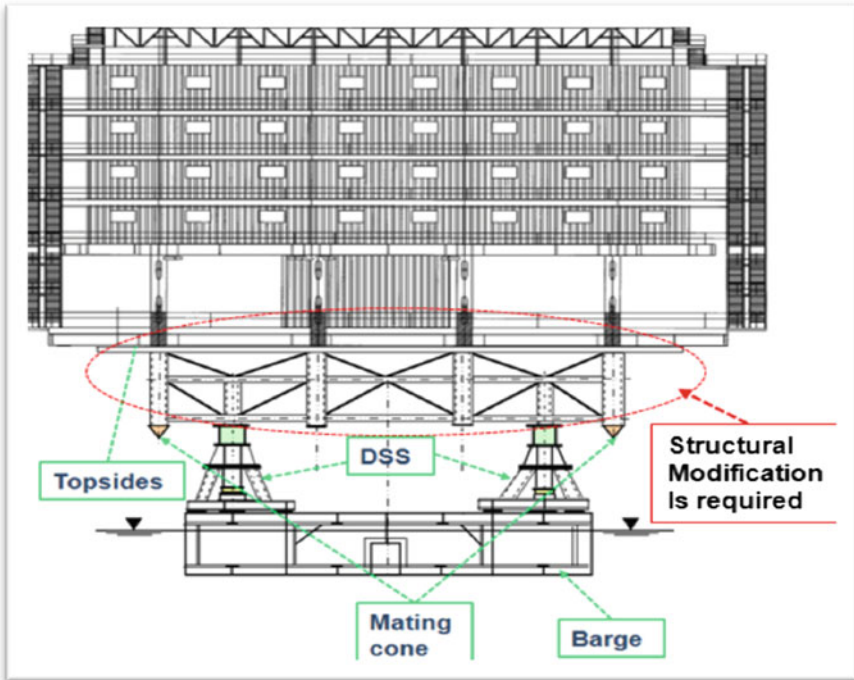 Structural
Modification
Is required
DSS
Topsides
Mating
cone
Barge